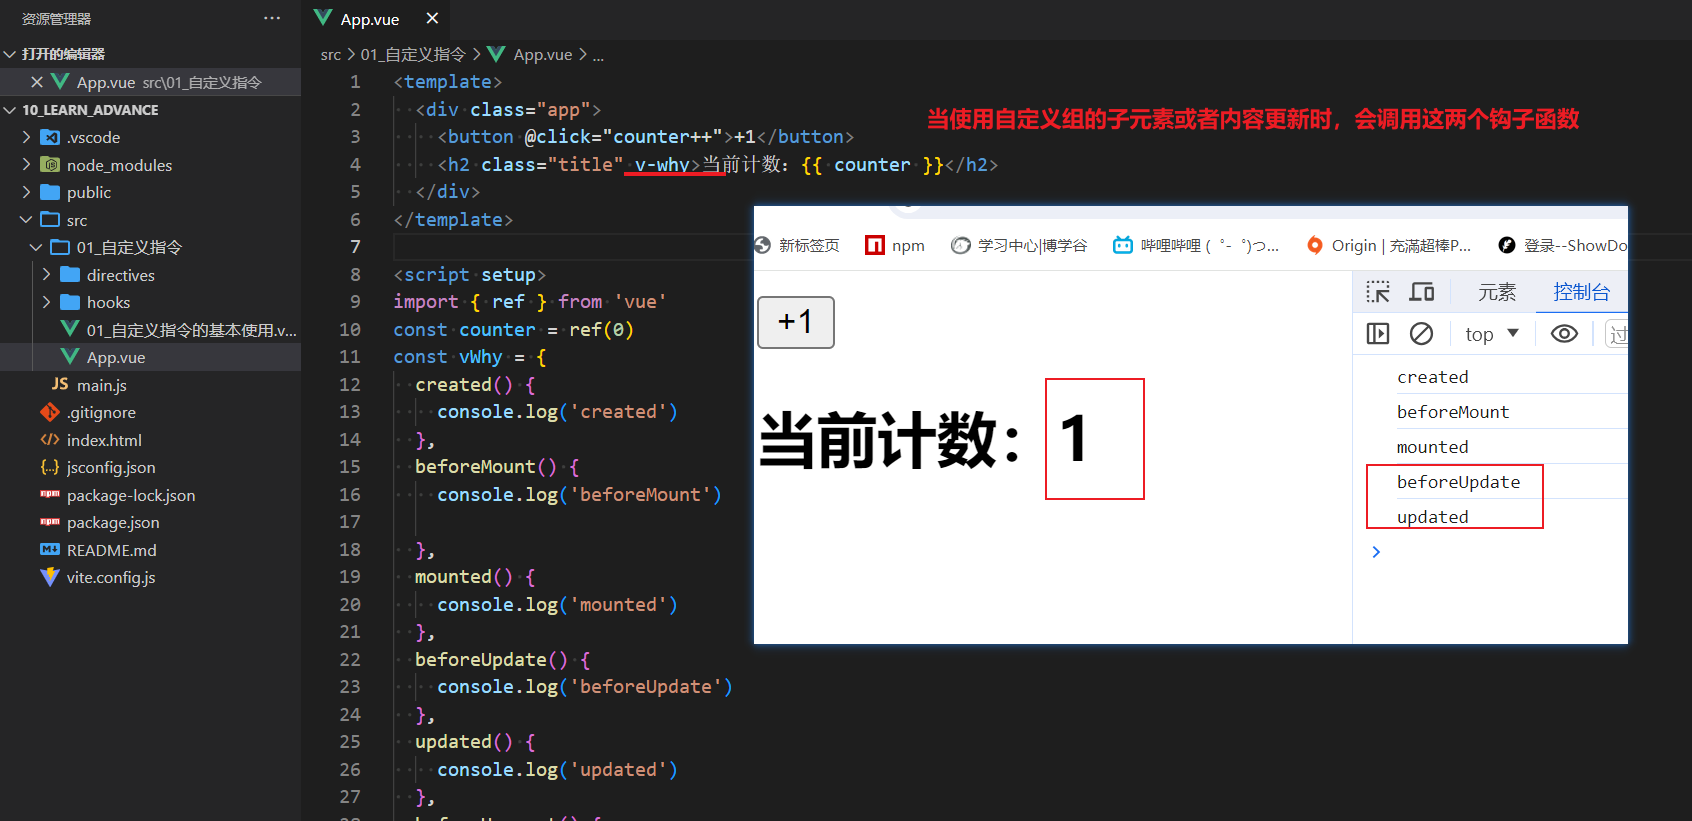 资源管理器 ···
打开的编辑器
App.vue src\01_自定义指令
10_LEARN_ADVANCE
.vscode
node_modules
public
src
01_自定义指令
directives
hooks
01_自定义指令的基本使用.v...
App.vue
JS main.js
.gitignore
index.html
jsconfig.json
package-lock.json
package.json
README.md
vite.config.js
App.vue
src > 01_自定义指令 > App.vue > ...
1 <template>
2 <div class="app">
3 <button @click="counter++">+1</button>
4 <h2 class="title" v-why>当前计数: {{ counter }}</h2>
5 </div>
6 </template>
7
8 <script setup>
9 import { ref } from 'vue'
10 const counter = ref(0)
11 const vWhy = {
12 created() {
13 console.log('created')
14 },
15 beforeMount() {
16 console.log('beforeMount')
17
18 },
19 mounted() {
20 console.log('mounted')
21 },
22 beforeUpdate() {
23 console.log('beforeUpdate')
24 },
25 updated() {
26 console.log('updated')
27 },
当使用自定义组的子元素或者内容更新时，会调用这两个钩子函数
新标签页 npm 学习中心|博学谷 哔哩哔哩 ( ゜- ゜)つ... Origin | 充滿超棒P... 登录--ShowDo
+1
当前计数：1
元素 控制台
top 过
created
beforeMount
mounted
beforeUpdate
updated